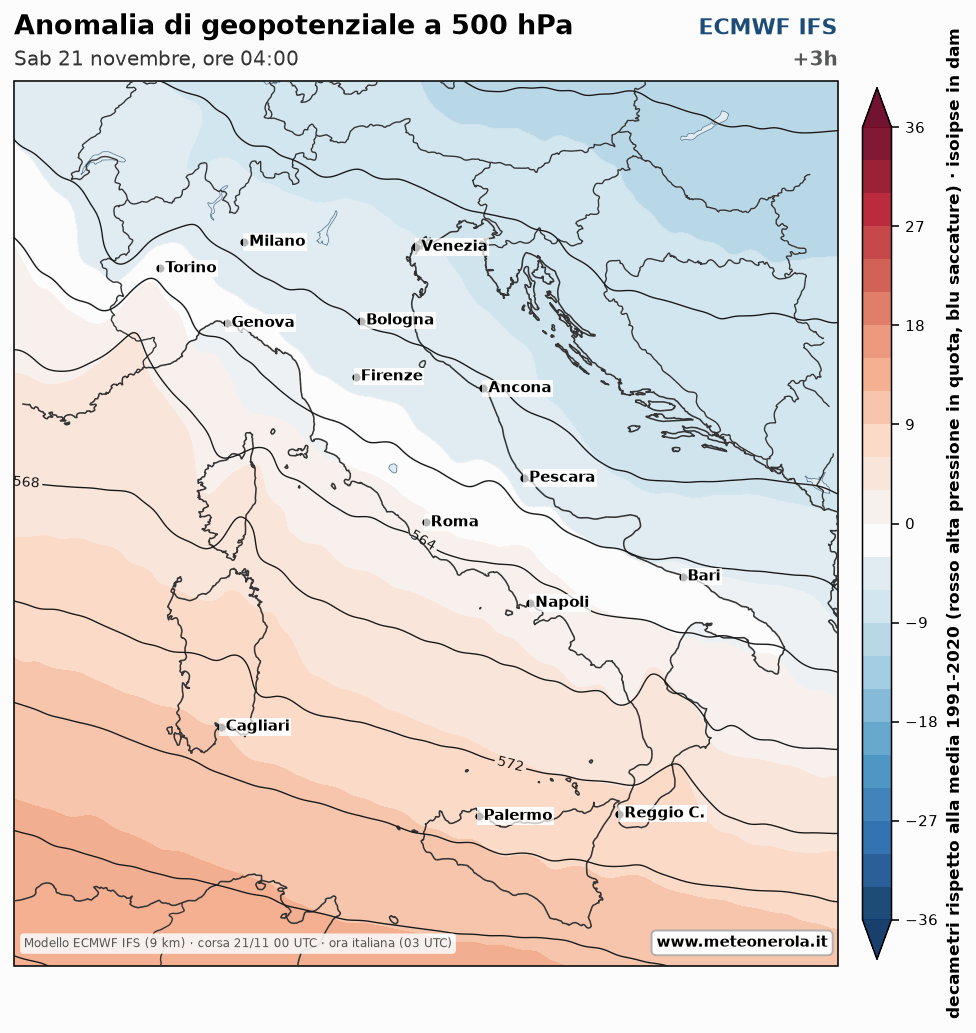 Anomalia di geopotenziale a 500 hPa
ECMWF IFS
Sab 21 novembre, ore 04:00
+3h
Milano
Venezia
Torino
Genova
Bologna
Firenze
Ancona
Pescara
568
Roma
564
Bari
Napoli
Cagliari
572
Palermo
Reggio C.
Modello ECMWF IFS (9 km) · corsa 21/11 00 UTC · ora italiana (03 UTC)
www.meteonerola.it
36
27
18
9
0
−9
−18
−27
−36
decametri rispetto alla media 1991-2020 (rosso alta pressione in quota, blu saccature) · isoipse in dam